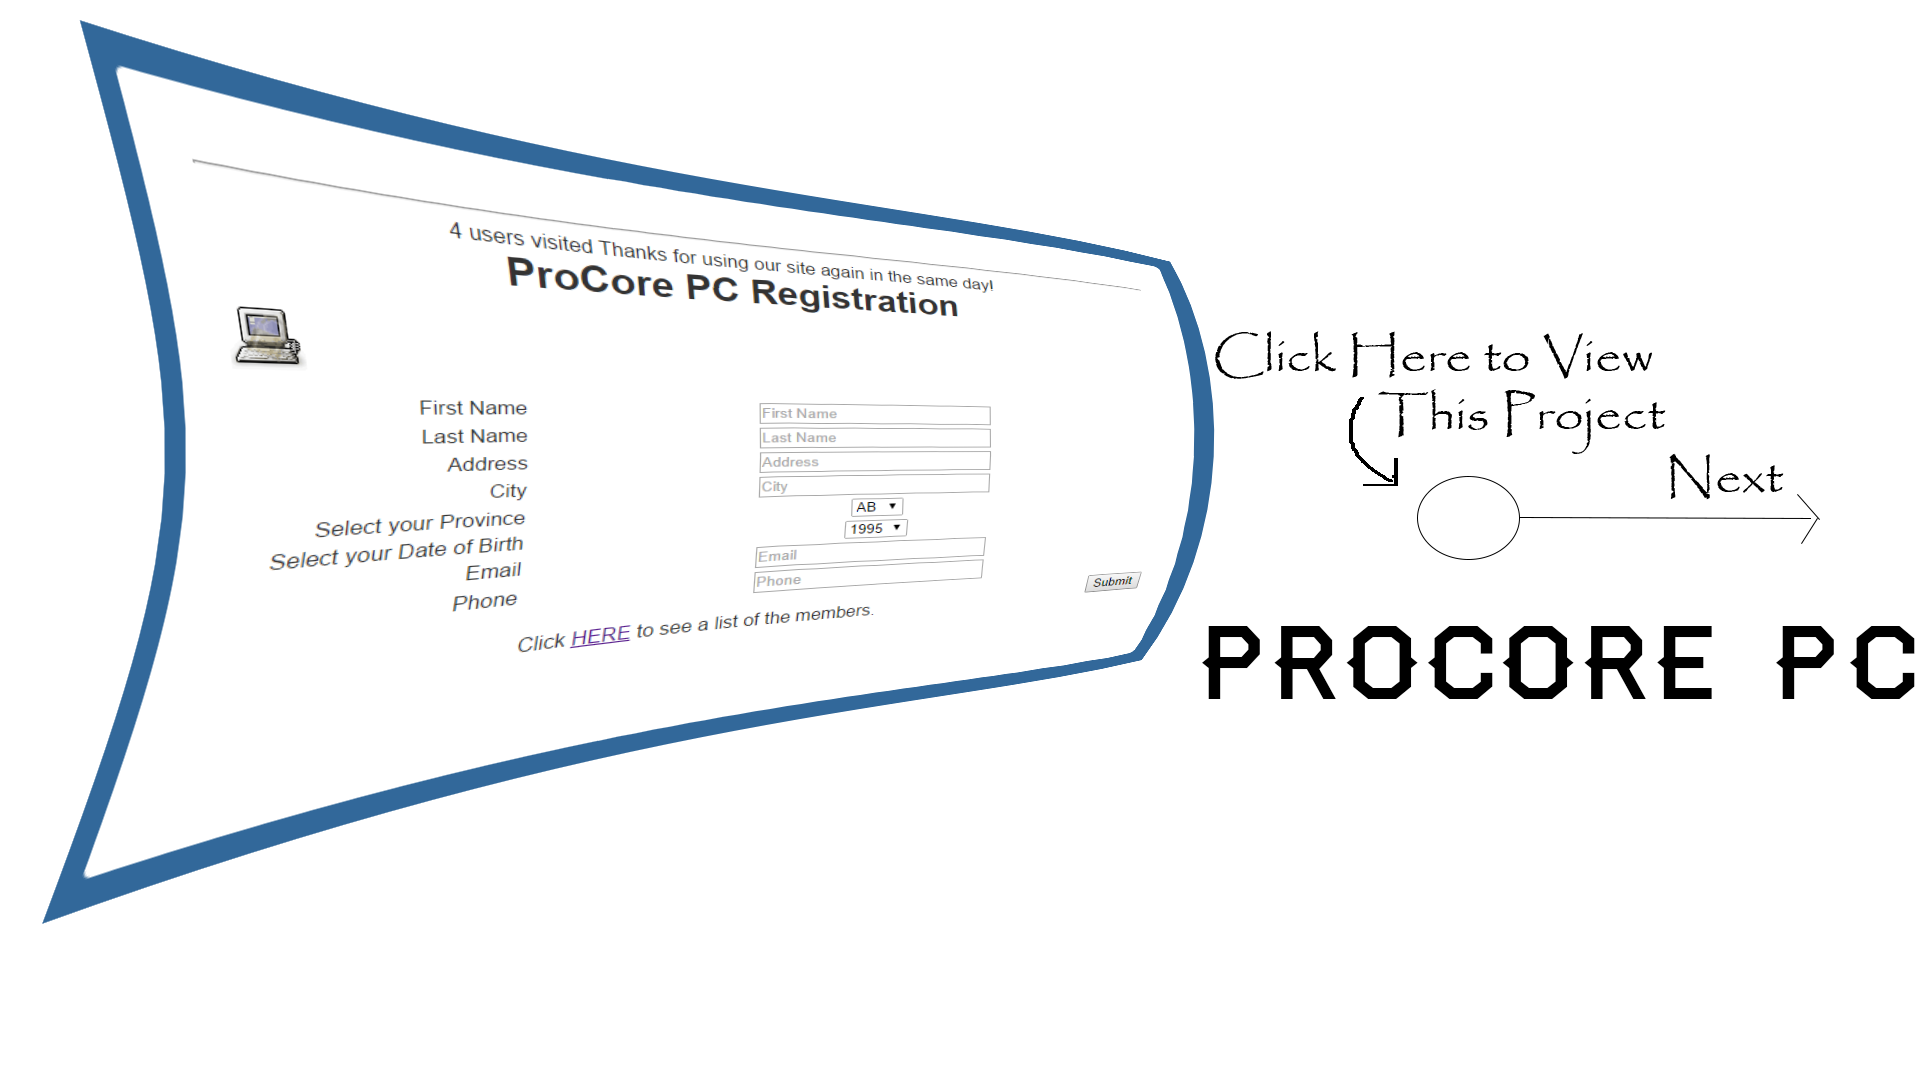 4 users visited Thanks for using our site again in the same day!
ProCore PC Registration
First Name First Name
Last Name Last Name
Address Address
City City
Select your Province AB
Select your Date of Birth 1995
Email Email
Phone Phone
Submit
Click HERE to see a list of the members.
Click Here to View
This Project
Next
PROCORE PC